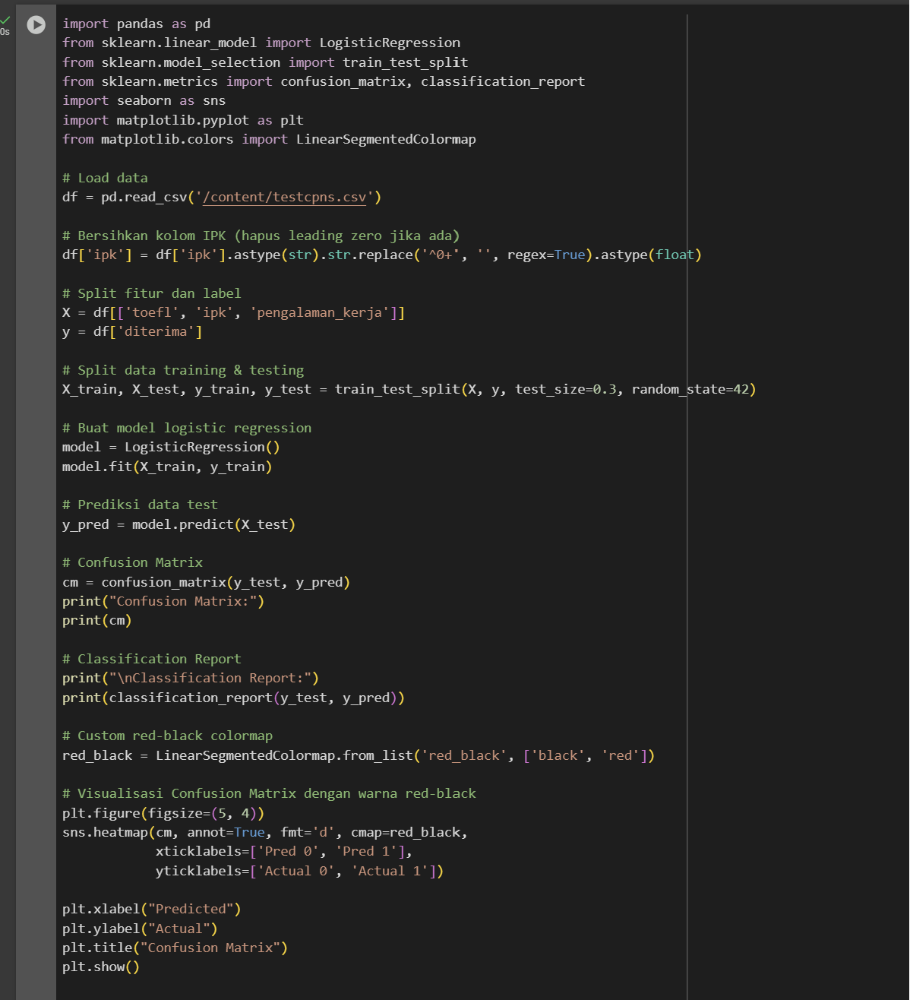 0s
import pandas as pd
from sklearn.linear_model import LogisticRegression
from sklearn.model_selection import train_test_split
from sklearn.metrics import confusion_matrix, classification_report
import seaborn as sns
import matplotlib.pyplot as plt
from matplotlib.colors import LinearSegmentedColormap

# Load data
df = pd.read_csv('/content/testcpns.csv')

# Bersihkan kolom IPK (hapus leading zero jika ada)
df['ipk'] = df['ipk'].astype(str).str.replace('^0+', '', regex=True).astype(float)

# Split fitur dan label
X = df[['toefl', 'ipk', 'pengalaman_kerja']]
y = df['diterima']

# Split data training & testing
X_train, X_test, y_train, y_test = train_test_split(X, y, test_size=0.3, random_state=42)

# Buat model logistic regression
model = LogisticRegression()
model.fit(X_train, y_train)

# Prediksi data test
y_pred = model.predict(X_test)

# Confusion Matrix
cm = confusion_matrix(y_test, y_pred)
print("Confusion Matrix:")
print(cm)

# Classification Report
print("\nClassification Report:")
print(classification_report(y_test, y_pred))

# Custom red-black colormap
red_black = LinearSegmentedColormap.from_list('red_black', ['black', 'red'])

# Visualisasi Confusion Matrix dengan warna red-black
plt.figure(figsize=(5, 4))
sns.heatmap(cm, annot=True, fmt='d', cmap=red_black,
            xticklabels=['Pred 0', 'Pred 1'],
            yticklabels=['Actual 0', 'Actual 1'])

plt.xlabel("Predicted")
plt.ylabel("Actual")
plt.title("Confusion Matrix")
plt.show()